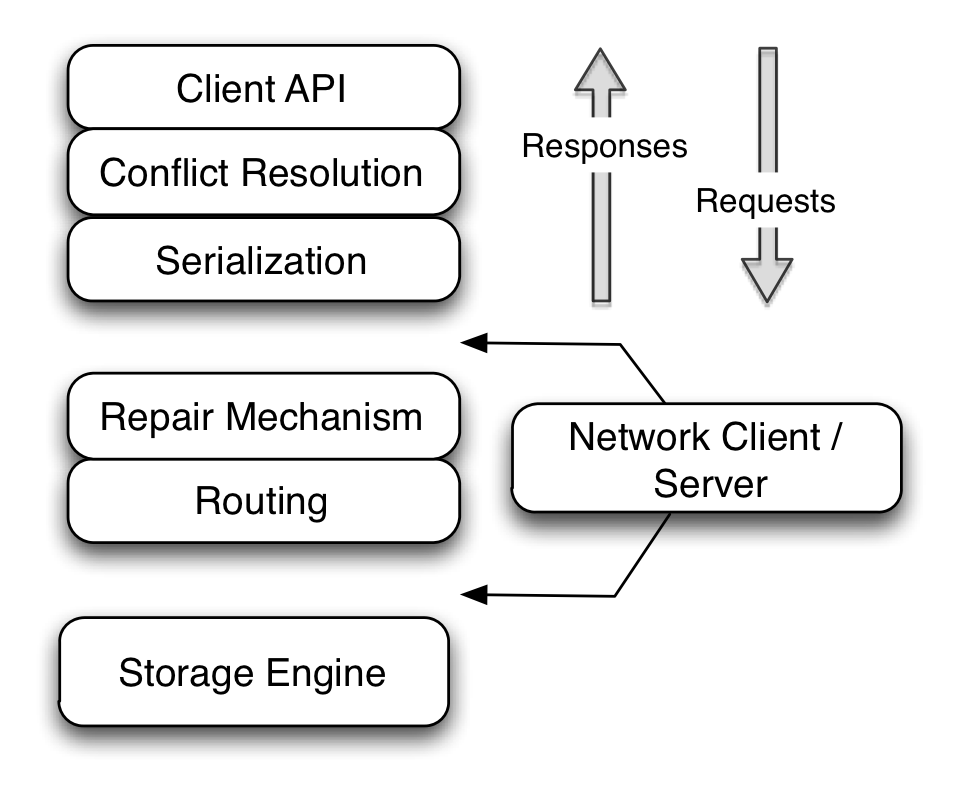 Client API
Conflict Resolution
Serialization
Responses
Requests
Repair Mechanism
Routing
Network Client /
Server
Storage Engine